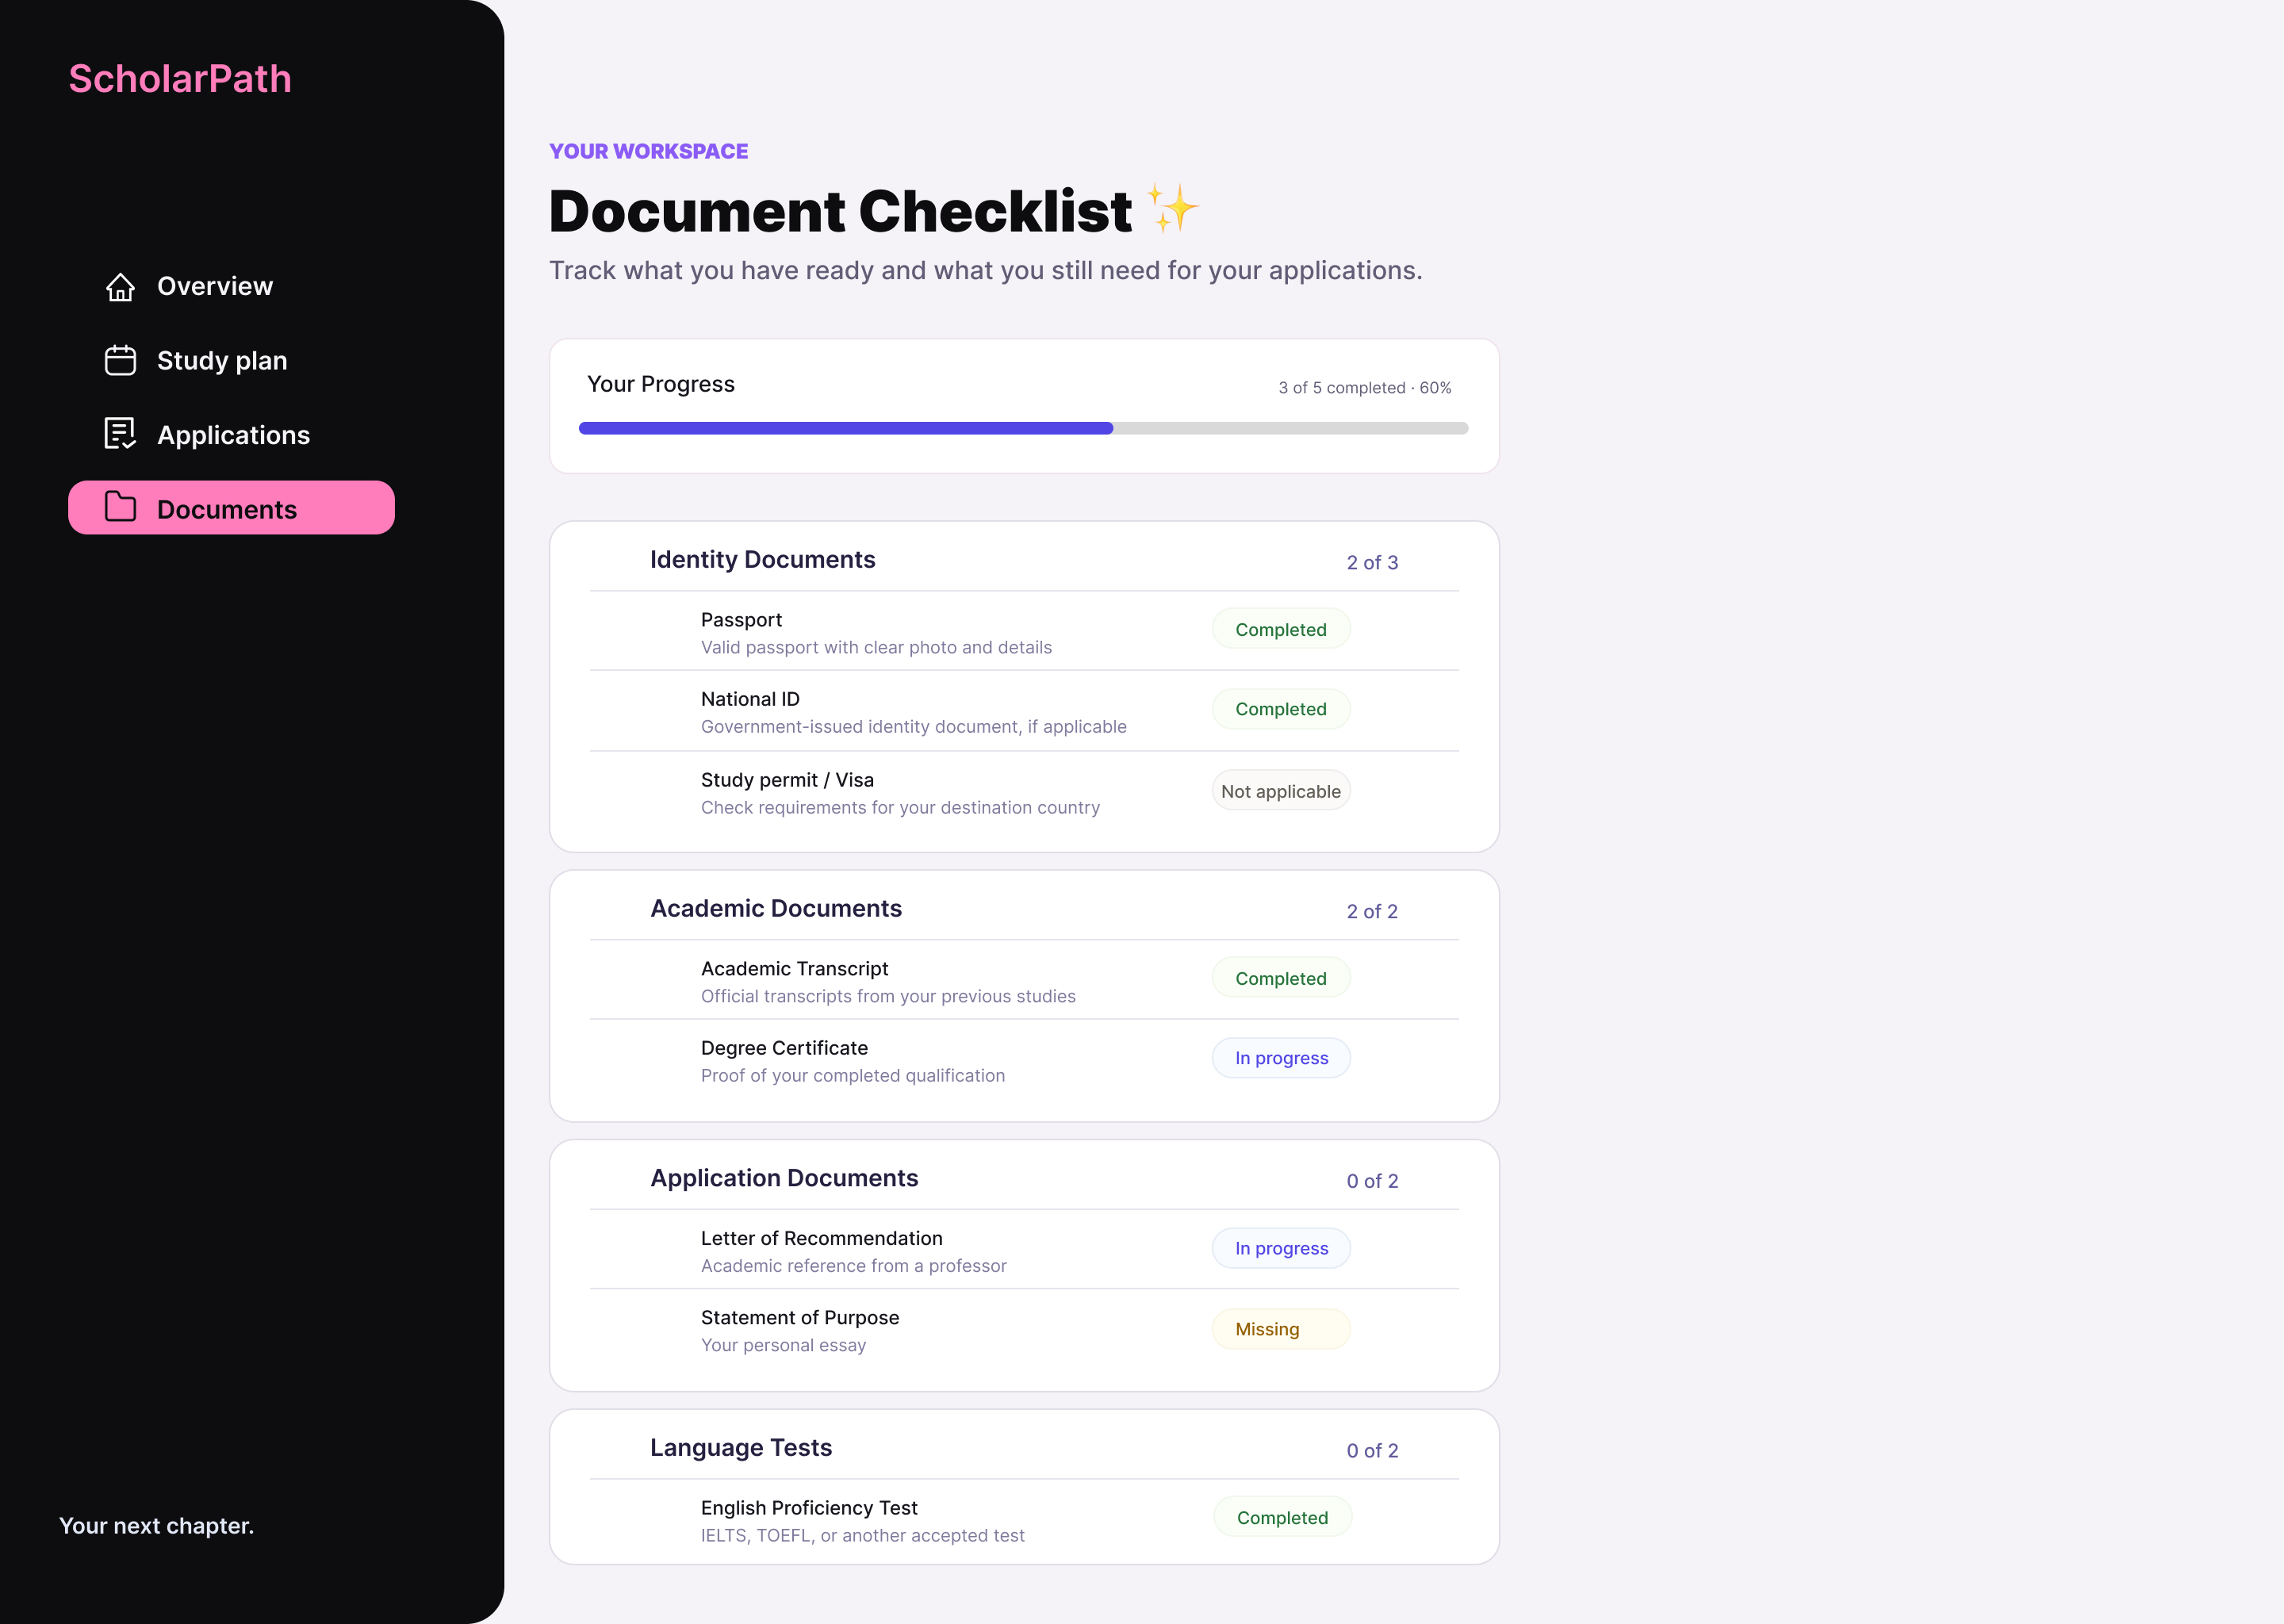 ScholarPath
Overview
Study plan
Applications
Documents
Your next chapter.
YOUR WORKSPACE
Document Checklist ✨
Track what you have ready and what you still need for your applications.
Your Progress
3 of 5 completed · 60%
Identity Documents
2 of 3
Passport
Valid passport with clear photo and details
Completed
National ID
Government-issued identity document, if applicable
Completed
Study permit / Visa
Check requirements for your destination country
Not applicable
Academic Documents
2 of 2
Academic Transcript
Official transcripts from your previous studies
Completed
Degree Certificate
Proof of your completed qualification
In progress
Application Documents
0 of 2
Letter of Recommendation
Academic reference from a professor
In progress
Statement of Purpose
Your personal essay
Missing
Language Tests
0 of 2
English Proficiency Test
IELTS, TOEFL, or another accepted test
Completed